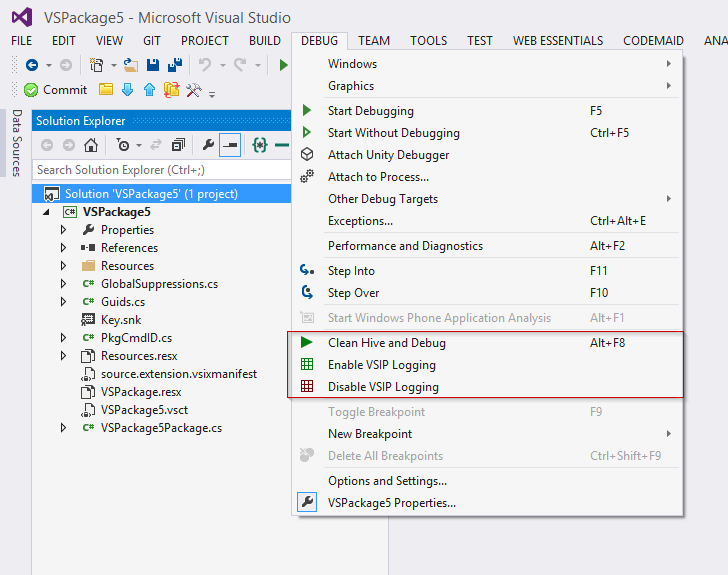 VSPackage5 - Microsoft Visual Studio
FILE EDIT VIEW GIT PROJECT BUILD DEBUG TEAM TOOLS TEST WEB ESSENTIALS CODEMAID ANA
Commit
Data Sources
Solution Explorer
Search Solution Explorer (Ctrl+;)
Solution 'VSPackage5' (1 project)
C# VSPackage5
Properties
References
Resources
C# GlobalSuppressions.cs
C# Guids.cs
Key.snk
C# PkgCmdID.cs
Resources.resx
source.extension.vsixmanifest
VSPackage.resx
VSPackage5.vsct
C# VSPackage5Package.cs
Windows
Graphics
Start Debugging F5
Start Without Debugging Ctrl+F5
Attach Unity Debugger
Attach to Process...
Other Debug Targets
Exceptions... Ctrl+Alt+E
Performance and Diagnostics Alt+F2
Step Into F11
Step Over F10
Start Windows Phone Application Analysis Alt+F1
Clean Hive and Debug Alt+F8
Enable VSIP Logging
Disable VSIP Logging
Toggle Breakpoint F9
New Breakpoint
Delete All Breakpoints Ctrl+Shift+F9
Options and Settings...
VSPackage5 Properties...